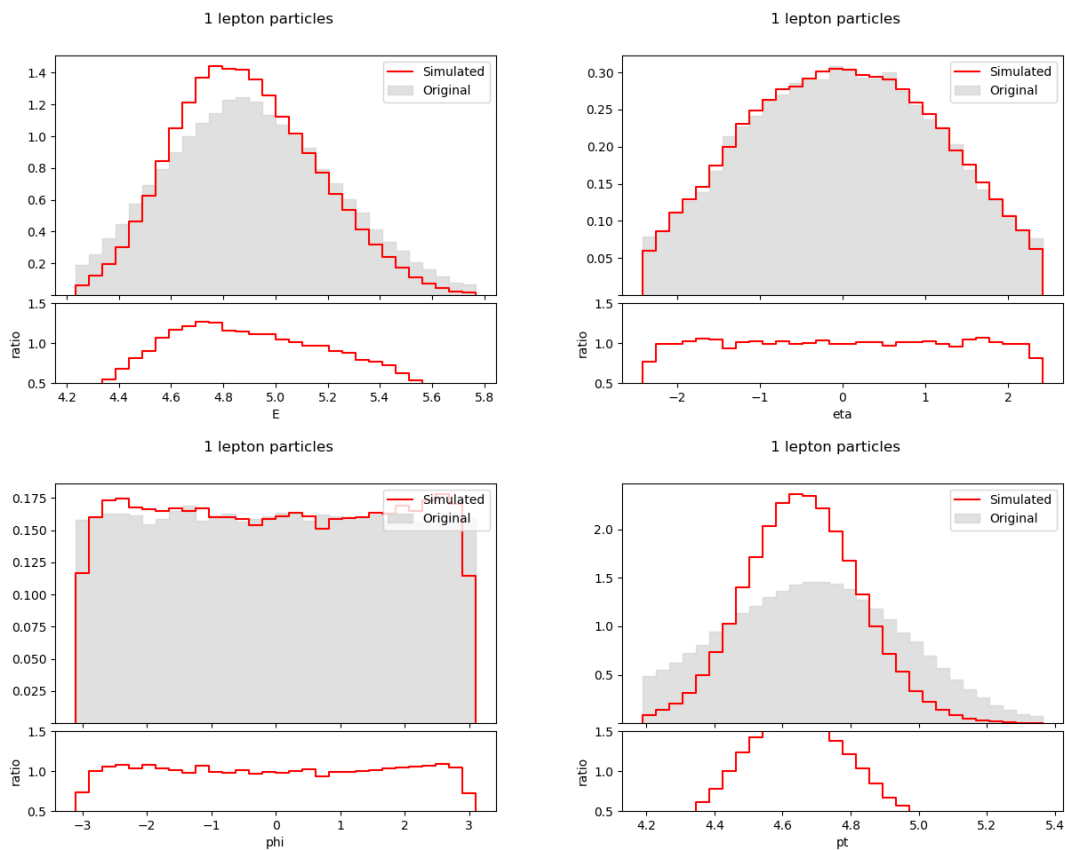 1 lepton particles
1.4
1.2
1.0
0.8
0.6
0.4
0.2
Simulated
Original
1.5
1.0
0.5
ratio
4.2 4.4 4.6 4.8 5.0 5.2 5.4 5.6 5.8
E
1 lepton particles
0.30
0.25
0.20
0.15
0.10
0.05
Simulated
Original
1.5
1.0
0.5
ratio
−2 −1 0 1 2
eta
1 lepton particles
0.175
0.150
0.125
0.100
0.075
0.050
0.025
Simulated
Original
1.5
1.0
0.5
ratio
−3 −2 −1 0 1 2 3
phi
1 lepton particles
2.0
1.5
1.0
0.5
Simulated
Original
1.5
1.0
0.5
ratio
4.2 4.4 4.6 4.8 5.0 5.2 5.4
pt